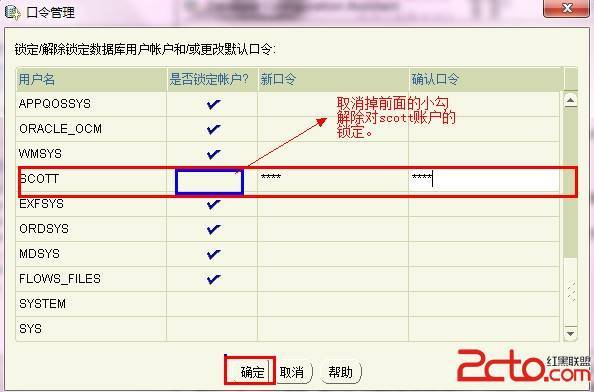 口令管理
锁定/解除锁定数据库用户帐户和/或更改默认口令:
用户名 是否锁定帐户? 新口令 确认口令
APPQOSSYS
ORACLE_OCM
WMSYS
SCOTT **** ****
EXFSYS
ORDSYS
MDSYS
FLOWS_FILES
SYSTEM
SYS
取消掉前面的小勾
解除对scott账户的
锁定。
确定 取消 帮助
2cto.com
红黑联盟